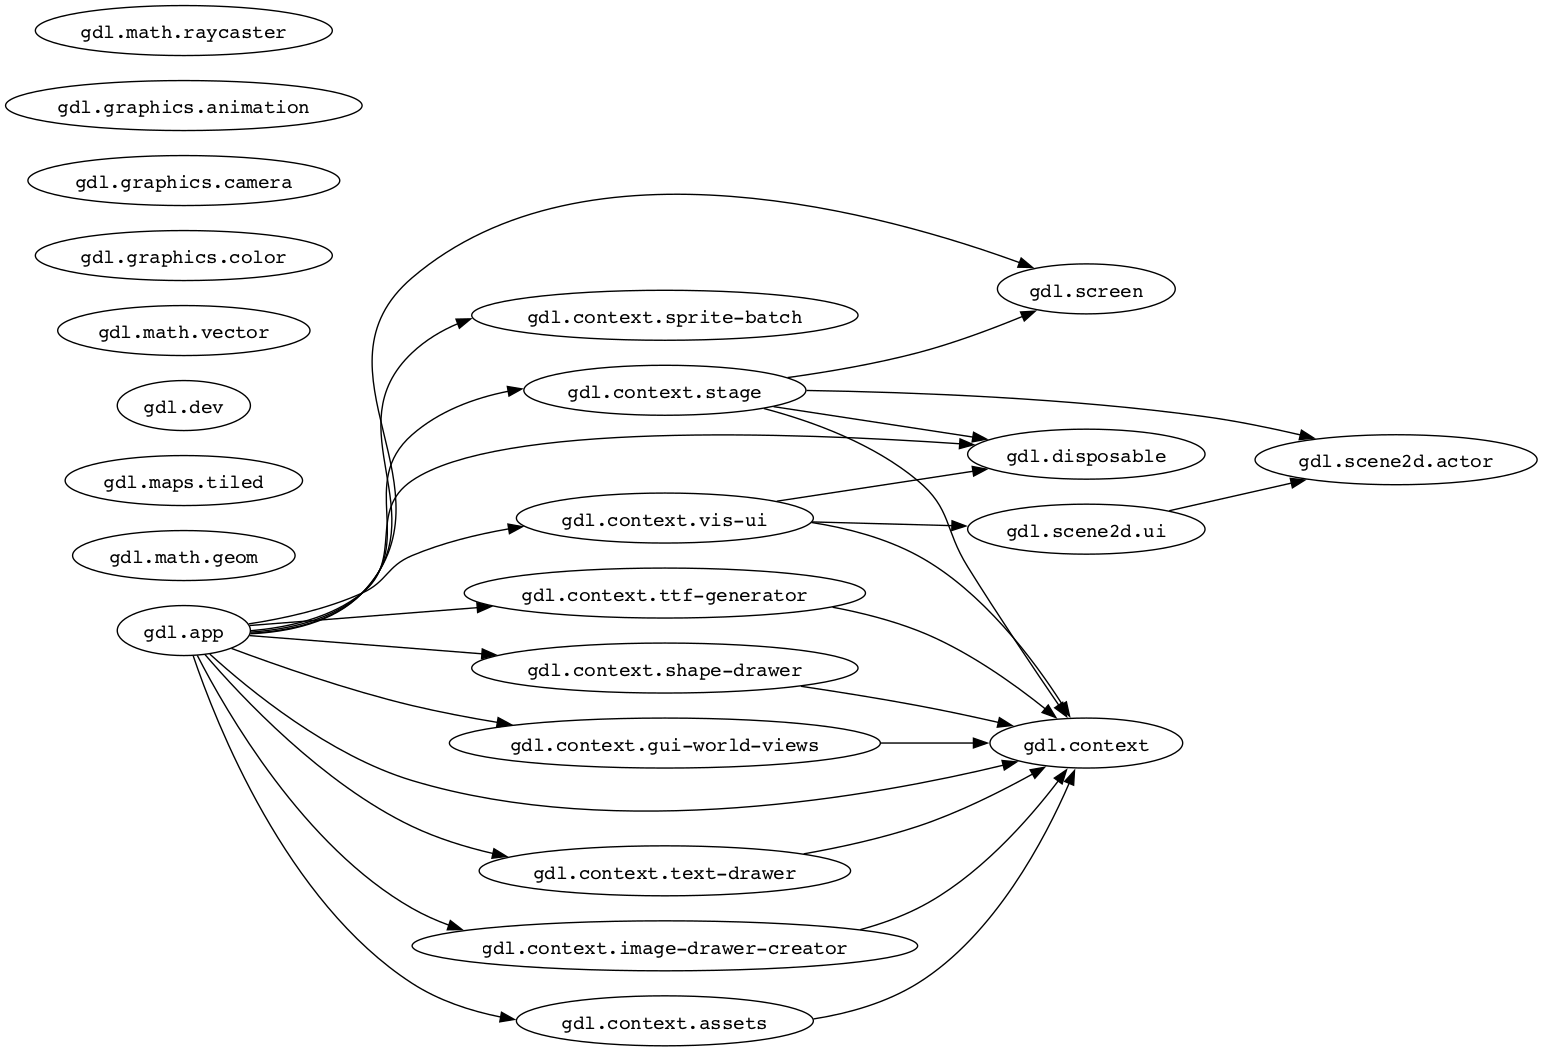 gdl.math.raycaster
gdl.graphics.animation
gdl.graphics.camera
gdl.graphics.color
gdl.math.vector
gdl.dev
gdl.maps.tiled
gdl.math.geom
gdl.app
gdl.context.sprite-batch
gdl.context.stage
gdl.context.vis-ui
gdl.context.ttf-generator
gdl.context.shape-drawer
gdl.context.gui-world-views
gdl.context.text-drawer
gdl.context.image-drawer-creator
gdl.context.assets
gdl.screen
gdl.disposable
gdl.scene2d.ui
gdl.context
gdl.scene2d.actor